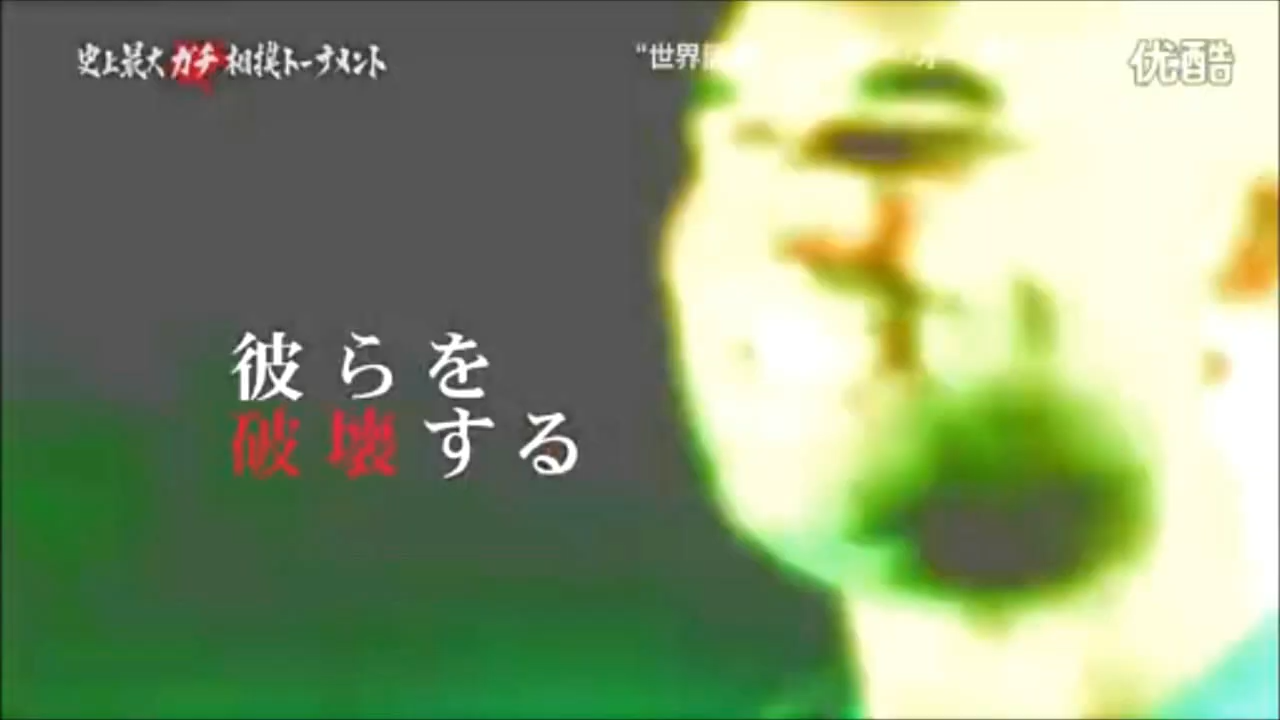 史上最大ガチ相撲トーナメント
“世界
优酷
彼らを
破壊する